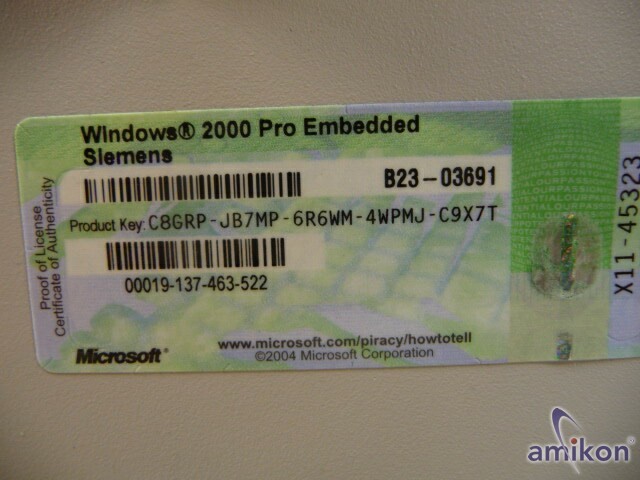 Windows® 2000 Pro Embedded
Siemens
B23-03691
Product Key: C8GRP-JB7MP-6R6WM-4WPMJ-C9X7T
00019-137-463-522
Proof of License
Certificate of Authenticity
Microsoft®
www.microsoft.com/piracy/howtotell
©2004 Microsoft Corporation
X11-45323
amikon®